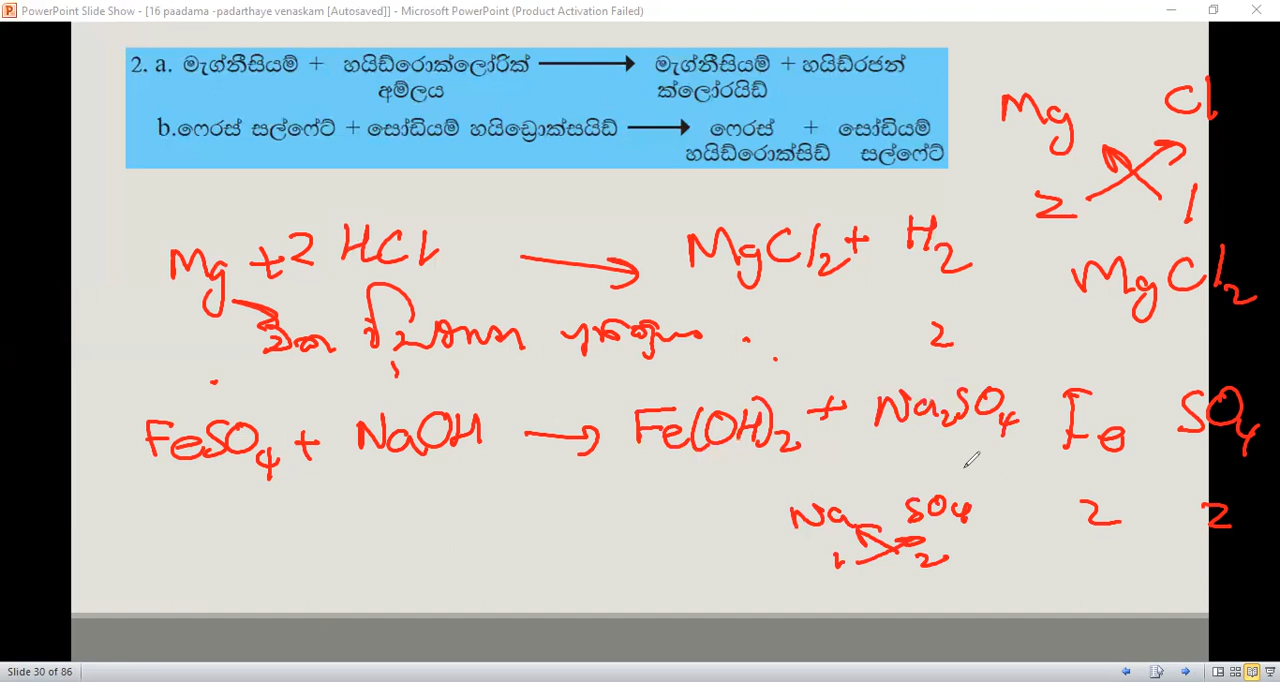 PowerPoint Slide Show - [16 paadama -padarthaye venaskam [Autosaved]] - Microsoft PowerPoint (Product Activation Failed)
2. a. මැග්නීසියම් + හයිඩ්රොක්ලෝරික් → මැග්නීසියම් + හයිඩ්රජන්
අම්ලය ක්ලෝරයිඩ්
b.ෆෙරස් සල්ෆේට් + සෝඩියම් හයිඩ්‍රොක්සයිඩ් → ෆෙරස් + සෝඩියම්
හයිඩ්රොක්සිඩ් සල්ෆේට්
Mg Cl
2 1
MgCl2
Mg + 2 HCl → MgCl2 + H2
2
FeSO4 + NaOH → Fe(OH)2 + Na2SO4
Fe SO4
2 2
Na SO4
1 2
Slide 30 of 86